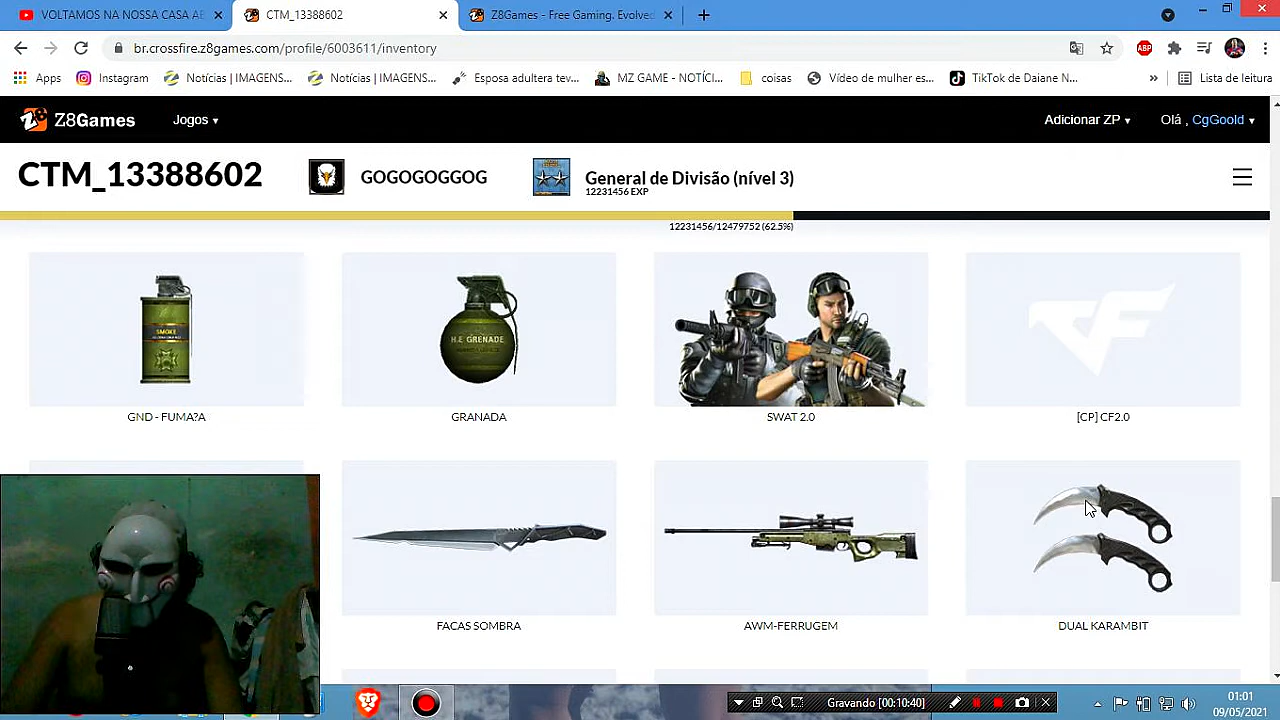 VOLTAMOS NA NOSSA CASA AB
CTM_13388602
Z8Games - Free Gaming. Evolved
br.crossfire.z8games.com/profile/6003611/inventory
ABP
Apps
Instagram
Notícias | IMAGENS...
Notícias | IMAGENS...
Esposa adultera tev...
MZ GAME - NOTÍCI...
coisas
Vídeo de mulher es...
TikTok de Daiane N...
»
Lista de leitura
Z8Games
Jogos
Adicionar ZP
Olá , CgGoold
CTM_13388602
GOGOGOGGOG
General de Divisão (nível 3)
12231456 EXP
12231456/12479752 (62.5%)
SMOKE
H.E GRENADE
CF
GND - FUMA?A
GRANADA
SWAT 2.0
[CP] CF2.0
FACAS SOMBRA
AWM-FERRUGEM
DUAL KARAMBIT
Gravando [00:10:40]
01:01
09/05/2021